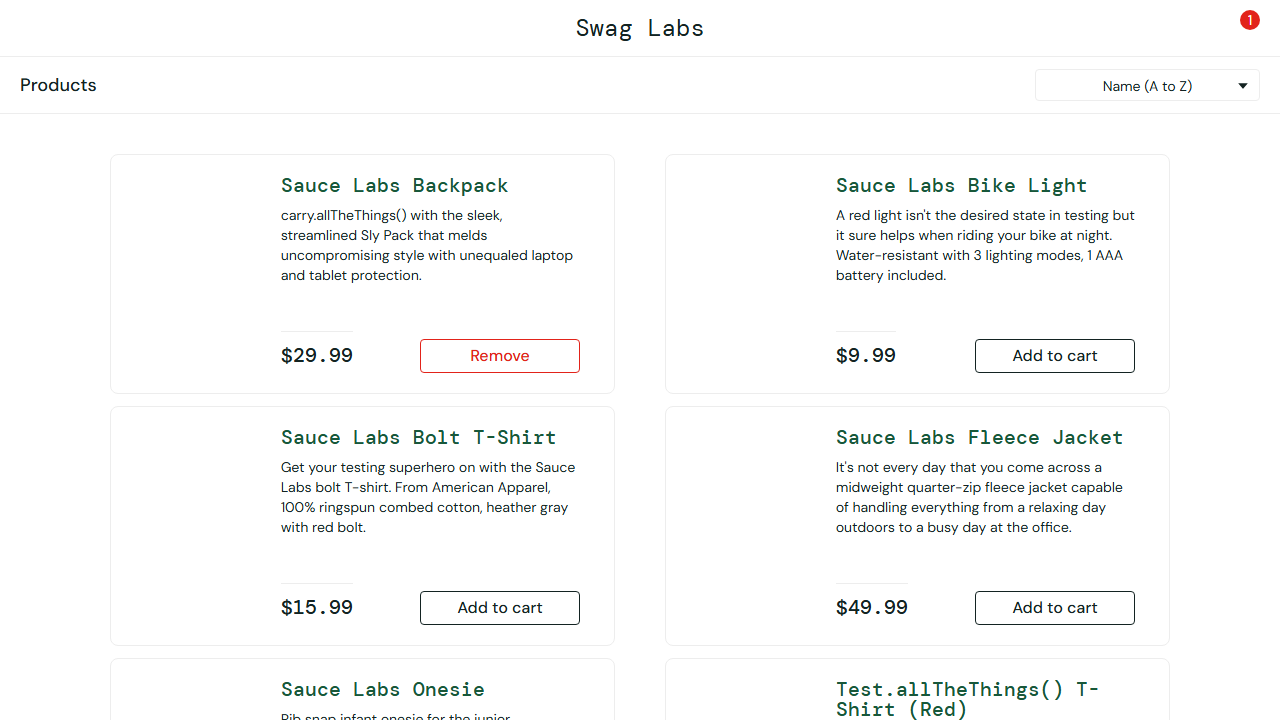 Swag Labs
1
Products
Name (A to Z)
Sauce Labs Backpack
carry.allTheThings() with the sleek,
streamlined Sly Pack that melds
uncompromising style with unequaled laptop
and tablet protection.
$29.99
Remove
Sauce Labs Bike Light
A red light isn't the desired state in testing but
it sure helps when riding your bike at night.
Water-resistant with 3 lighting modes, 1 AAA
battery included.
$9.99
Add to cart
Sauce Labs Bolt T-Shirt
Get your testing superhero on with the Sauce
Labs bolt T-shirt. From American Apparel,
100% ringspun combed cotton, heather gray
with red bolt.
$15.99
Add to cart
Sauce Labs Fleece Jacket
It's not every day that you come across a
midweight quarter-zip fleece jacket capable
of handling everything from a relaxing day
outdoors to a busy day at the office.
$49.99
Add to cart
Sauce Labs Onesie
Rib snap infant onesie for the junior
Test.allTheThings() T-
Shirt (Red)